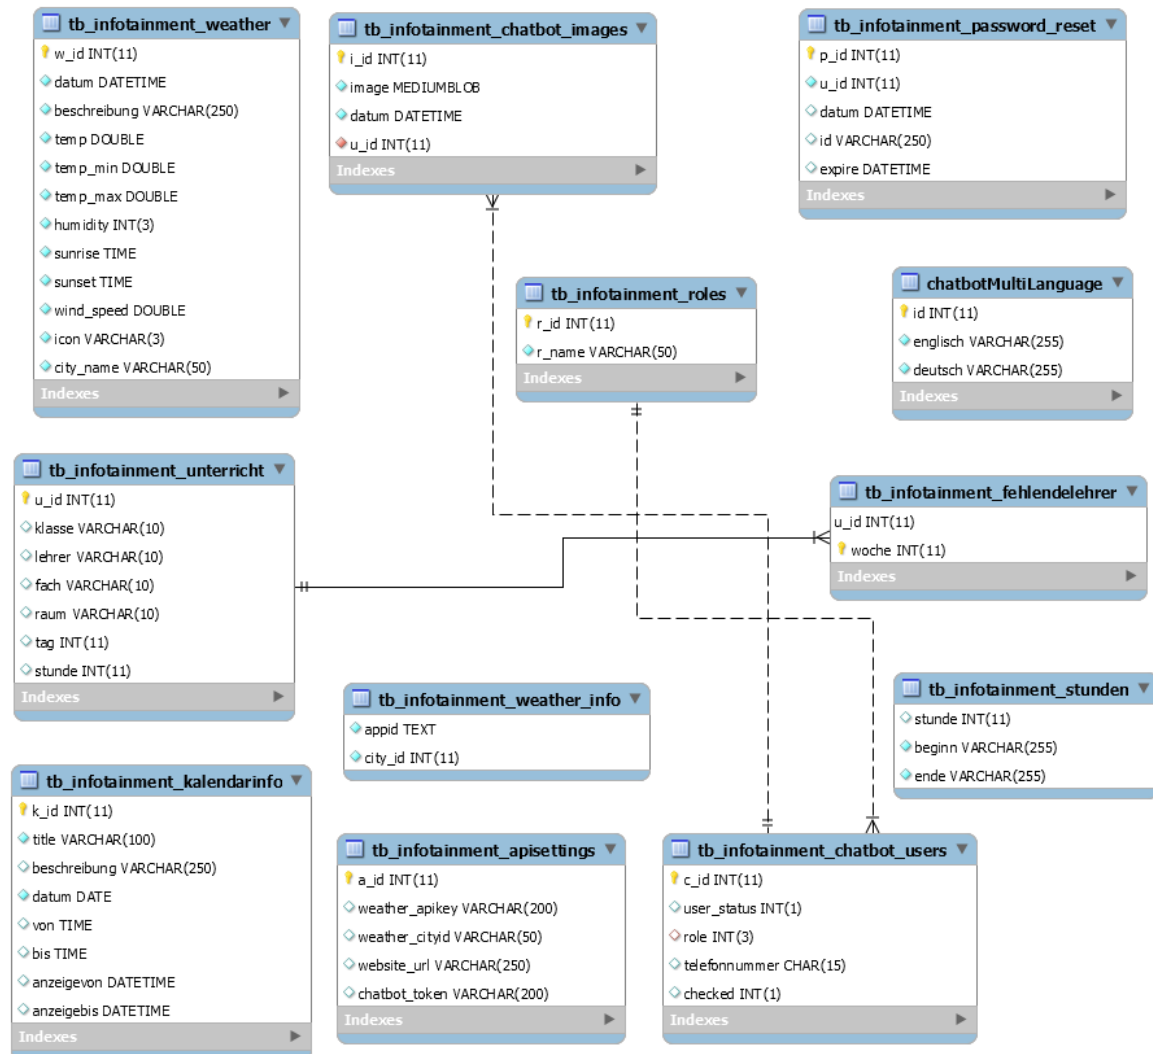 tb_infotainment_weather
w_id INT(11)
datum DATETIME
beschreibung VARCHAR(250)
temp DOUBLE
temp_min DOUBLE
temp_max DOUBLE
humidity INT(3)
sunrise TIME
sunset TIME
wind_speed DOUBLE
icon VARCHAR(3)
city_name VARCHAR(50)
Indexes
tb_infotainment_chatbot_images
i_id INT(11)
image MEDIUMBLOB
datum DATETIME
u_id INT(11)
Indexes
tb_infotainment_password_reset
p_id INT(11)
u_id INT(11)
datum DATETIME
id VARCHAR(250)
expire DATETIME
Indexes
tb_infotainment_roles
r_id INT(11)
r_name VARCHAR(50)
Indexes
chatbotMultiLanguage
id INT(11)
englisch VARCHAR(255)
deutsch VARCHAR(255)
Indexes
tb_infotainment_unterricht
u_id INT(11)
klasse VARCHAR(10)
lehrer VARCHAR(10)
fach VARCHAR(10)
raum VARCHAR(10)
tag INT(11)
stunde INT(11)
Indexes
tb_infotainment_fehlendelehrer
u_id INT(11)
woche INT(11)
Indexes
tb_infotainment_weather_info
appid TEXT
city_id INT(11)
tb_infotainment_stunden
stunde INT(11)
beginn VARCHAR(255)
ende VARCHAR(255)
tb_infotainment_kalendarinfo
k_id INT(11)
title VARCHAR(100)
beschreibung VARCHAR(250)
datum DATE
von TIME
bis TIME
anzeigevon DATETIME
anzeigebis DATETIME
Indexes
tb_infotainment_apisettings
a_id INT(11)
weather_apikey VARCHAR(200)
weather_cityid VARCHAR(50)
website_url VARCHAR(250)
chatbot_token VARCHAR(200)
Indexes
tb_infotainment_chatbot_users
c_id INT(11)
user_status INT(1)
role INT(3)
telefonnummer CHAR(15)
checked INT(1)
Indexes